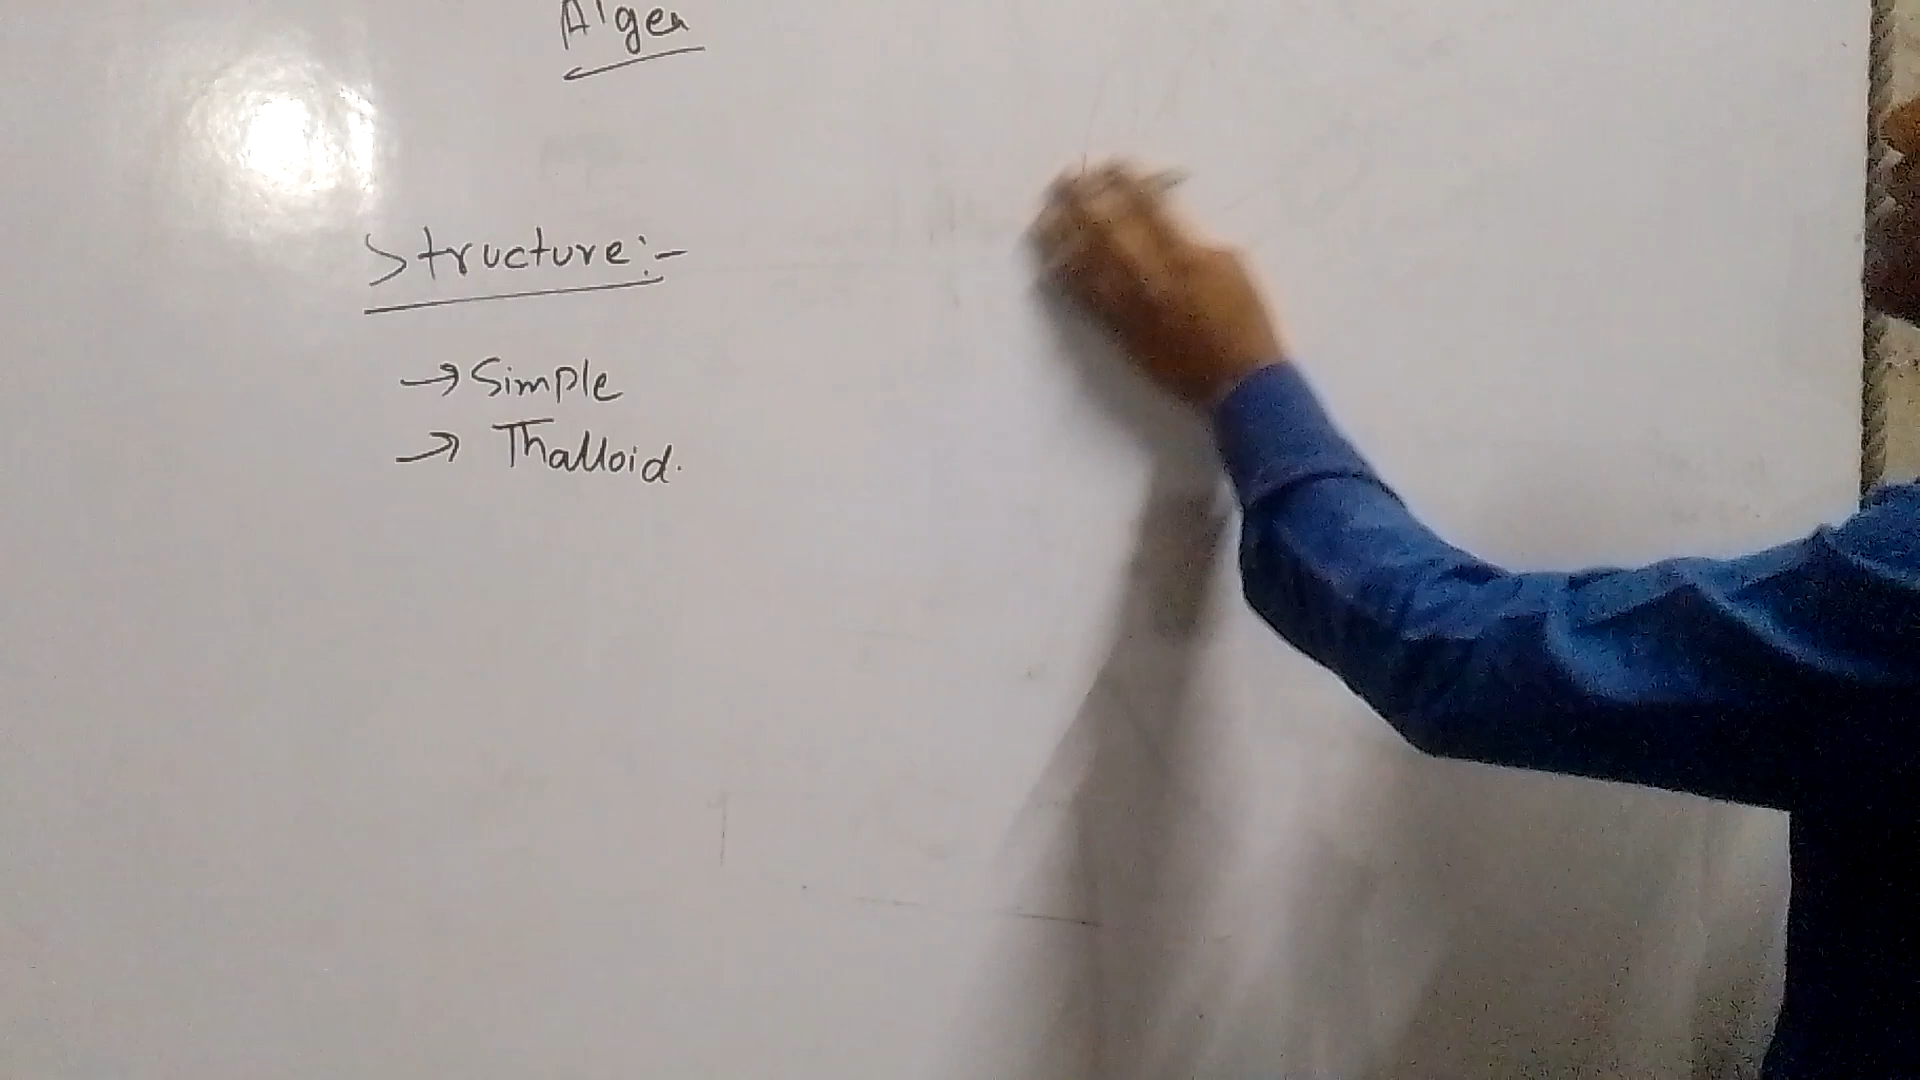 Algea
Structure:-
→ Simple
→ Thalloid.